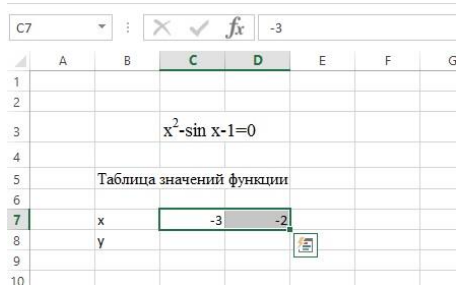 C7 fx -3
A B C D E F G
1
2
3 x²-sin x-1=0
4
5 Таблица значений функции
6
7 x -3 -2
8 y
9
10